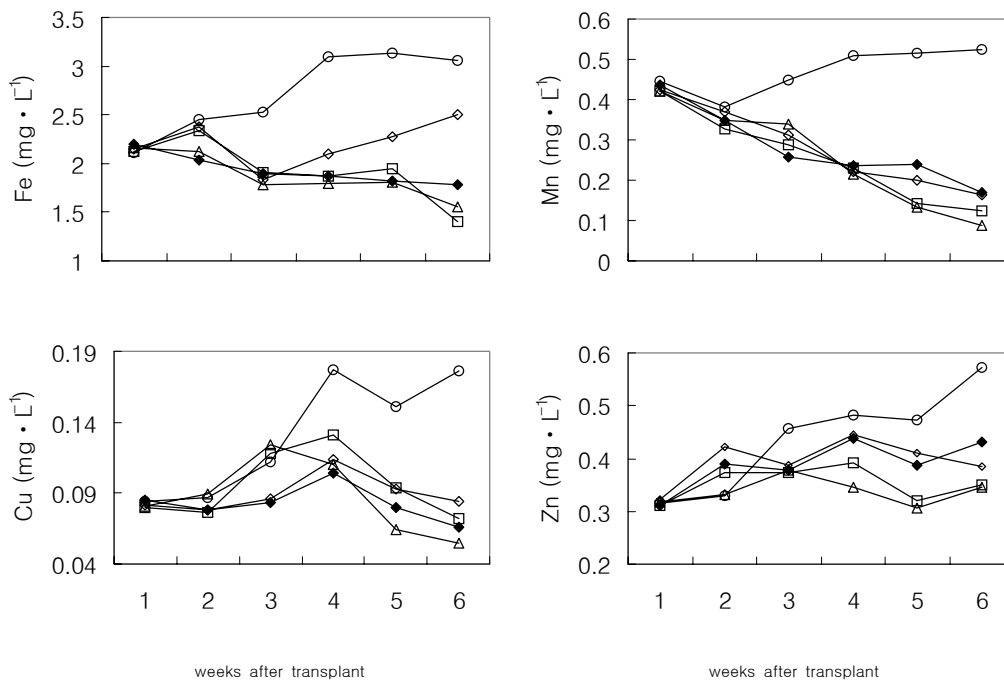 3.5
3
2.5
2
1.5
1
Fe (mg · L⁻¹)
0.6
0.5
0.4
0.3
0.2
0.1
0
Mn (mg · L⁻¹)
0.19
0.14
0.09
0.04
Cu (mg · L⁻¹)
1 2 3 4 5 6
weeks after transplant
0.6
0.5
0.4
0.3
0.2
Zn (mg · L⁻¹)
1 2 3 4 5 6
weeks after transplant